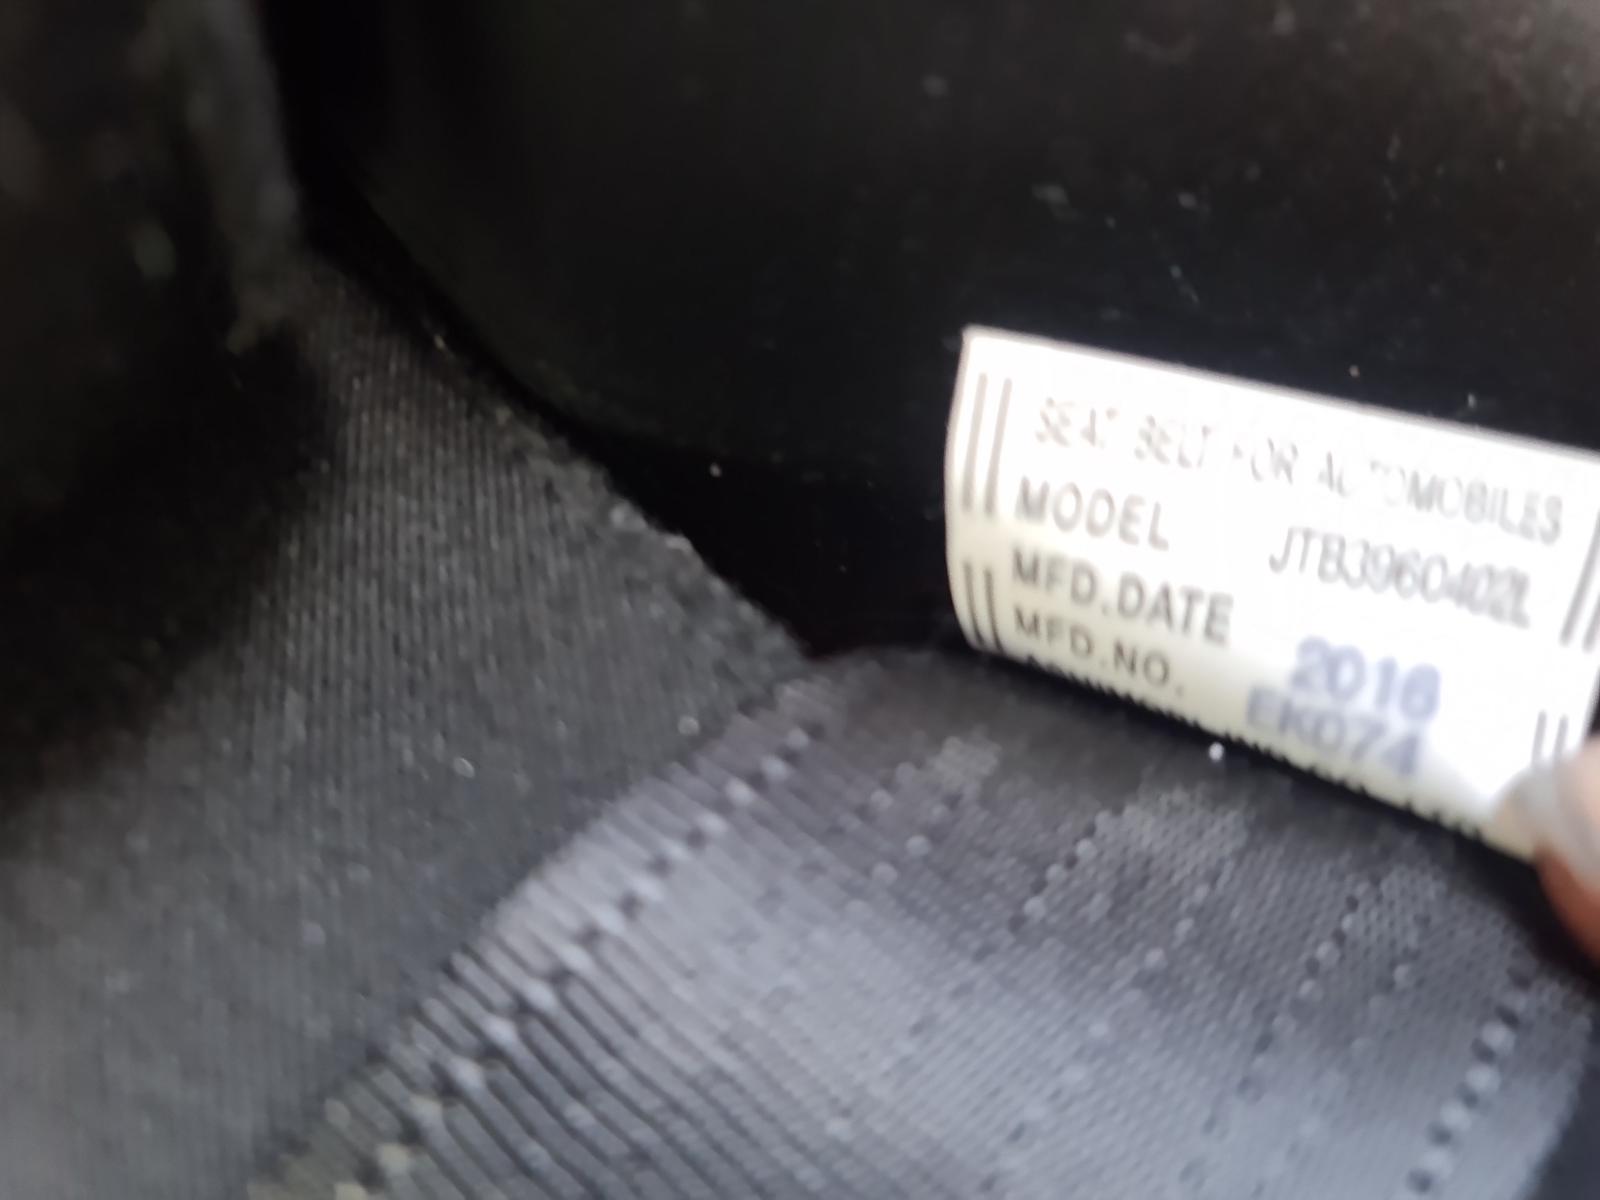 SEAT BELT FOR AUTOMOBILES
MODEL JTB3960402L
MFD.DATE 2016
MFD.NO. EK074